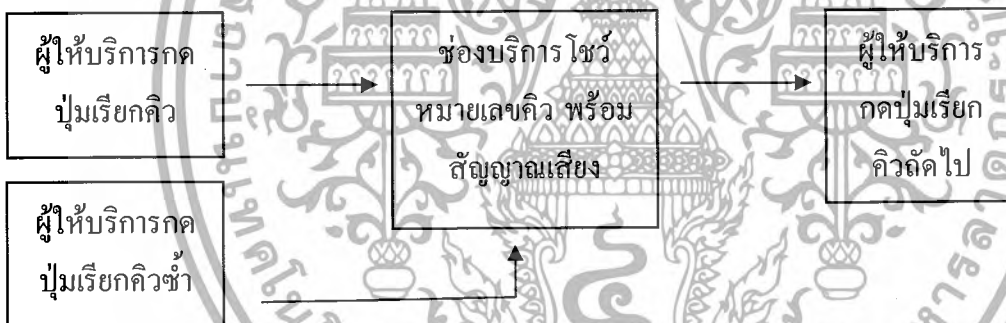 ผู้ให้บริการกด
ปุ่มเรียกคิว
ช่องบริการโชว์
หมายเลขคิว พร้อม
สัญญาณเสียง
ผู้ให้บริการ
กดปุ่มเรียก
คิวถัดไป
ผู้ให้บริการกด
ปุ่มเรียกคิวซ้ำ